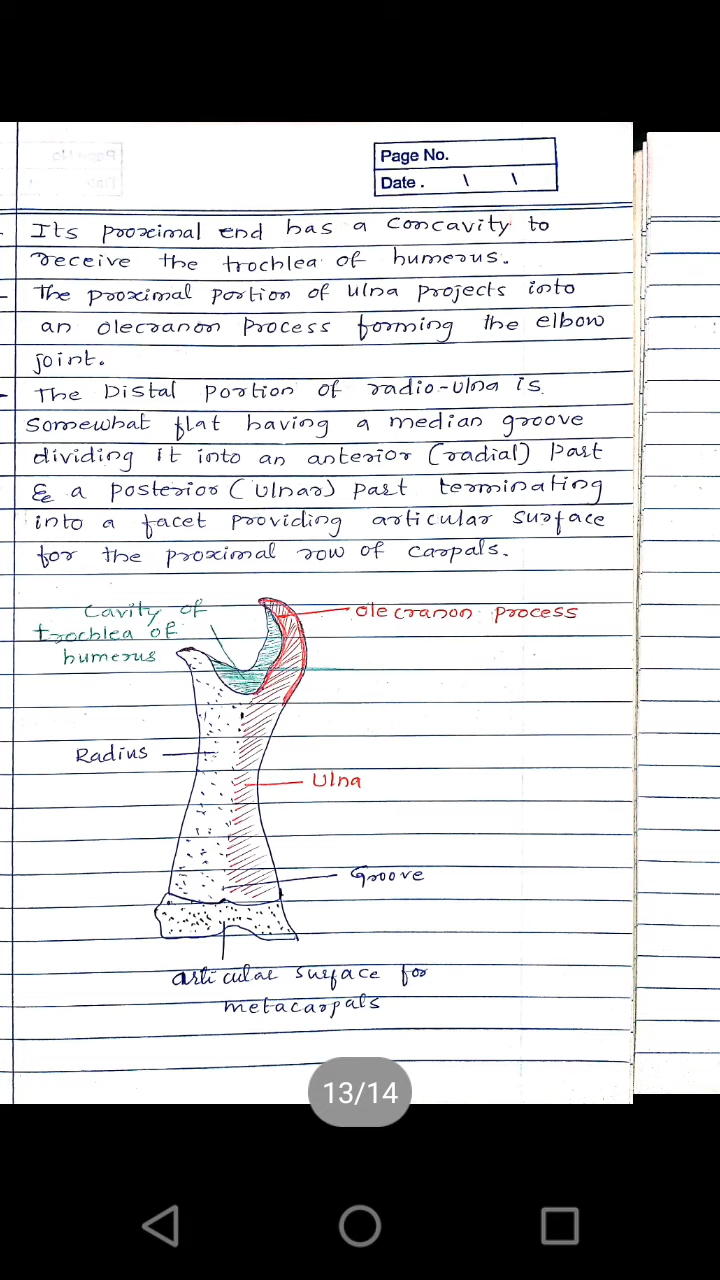 Page No.
Date . \ \
- Its proximal end has a concavity to
receive the trochlea of humerus.
- The proximal portion of ulna projects into
an olecranon process forming the elbow
joint.
- The Distal portion of radio-ulna is
somewhat flat having a median groove
dividing it into an anterior (radial) part
& a posterior (ulnar) part terminating
into a facet providing articular surface
for the proximal row of carpals.
cavity of
trochlea of
humerus
olecranon process
Radius
Ulna
Groove
articular surface for
metacarpals
13/14